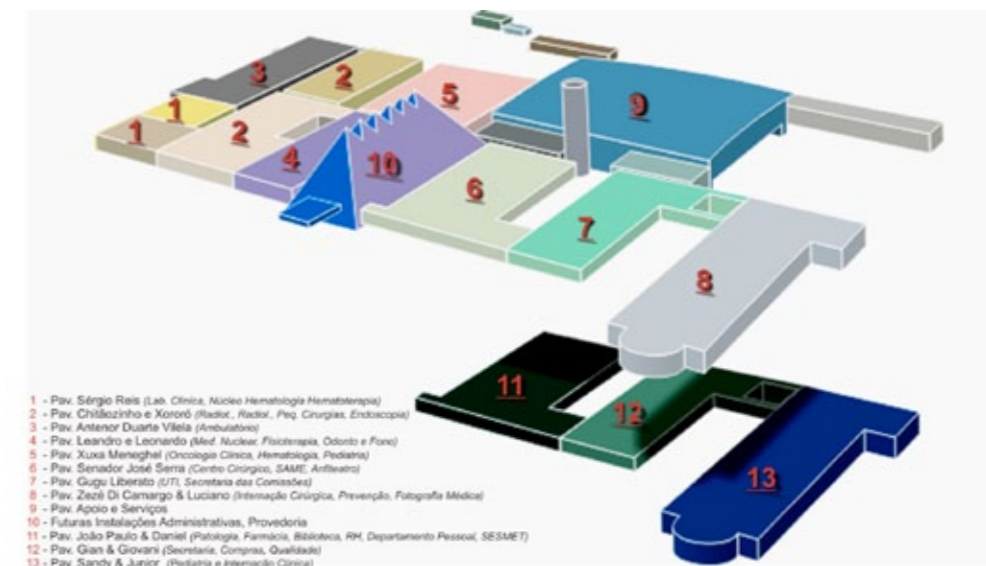 3
2
1
5
9
1
2
4
10
6
7
8
11
12
13
1 - Pav. Sérgio Reis (Lab. Clínica, Núcleo Hematologia Hematoterapia)
2 - Pav. Chitãozinho e Xororó (Radiol., Radiol., Peq. Cirurgias, Endoscopia)
3 - Pav. Antenor Duarte Vilela (Ambulatório)
4 - Pav. Leandro e Leonardo (Med. Nuclear, Fisioterapia, Odonto e Fono)
5 - Pav. Xuxa Meneghel (Oncologia Clínica, Hematologia, Pediatria)
6 - Pav. Senador José Serra (Centro Cirúrgico, SAME, Anfiteatro)
7 - Pav. Gugu Liberato (UTI, Secretaria das Comissões)
8 - Pav. Zezé Di Camargo & Luciano (Internação Cirúrgica, Prevenção, Fotografia Médica)
9 - Pav. Apoio e Serviços
10 - Futuras Instalações Administrativas, Provedoria
11 - Pav. João Paulo & Daniel (Patologia, Farmácia, Biblioteca, RH, Departamento Pessoal, SESMET)
12 - Pav. Gian & Giovani (Secretaria, Compras, Qualidade)
13 - Pav. Sandy & Junior (Pediatria e Internação Clínica)